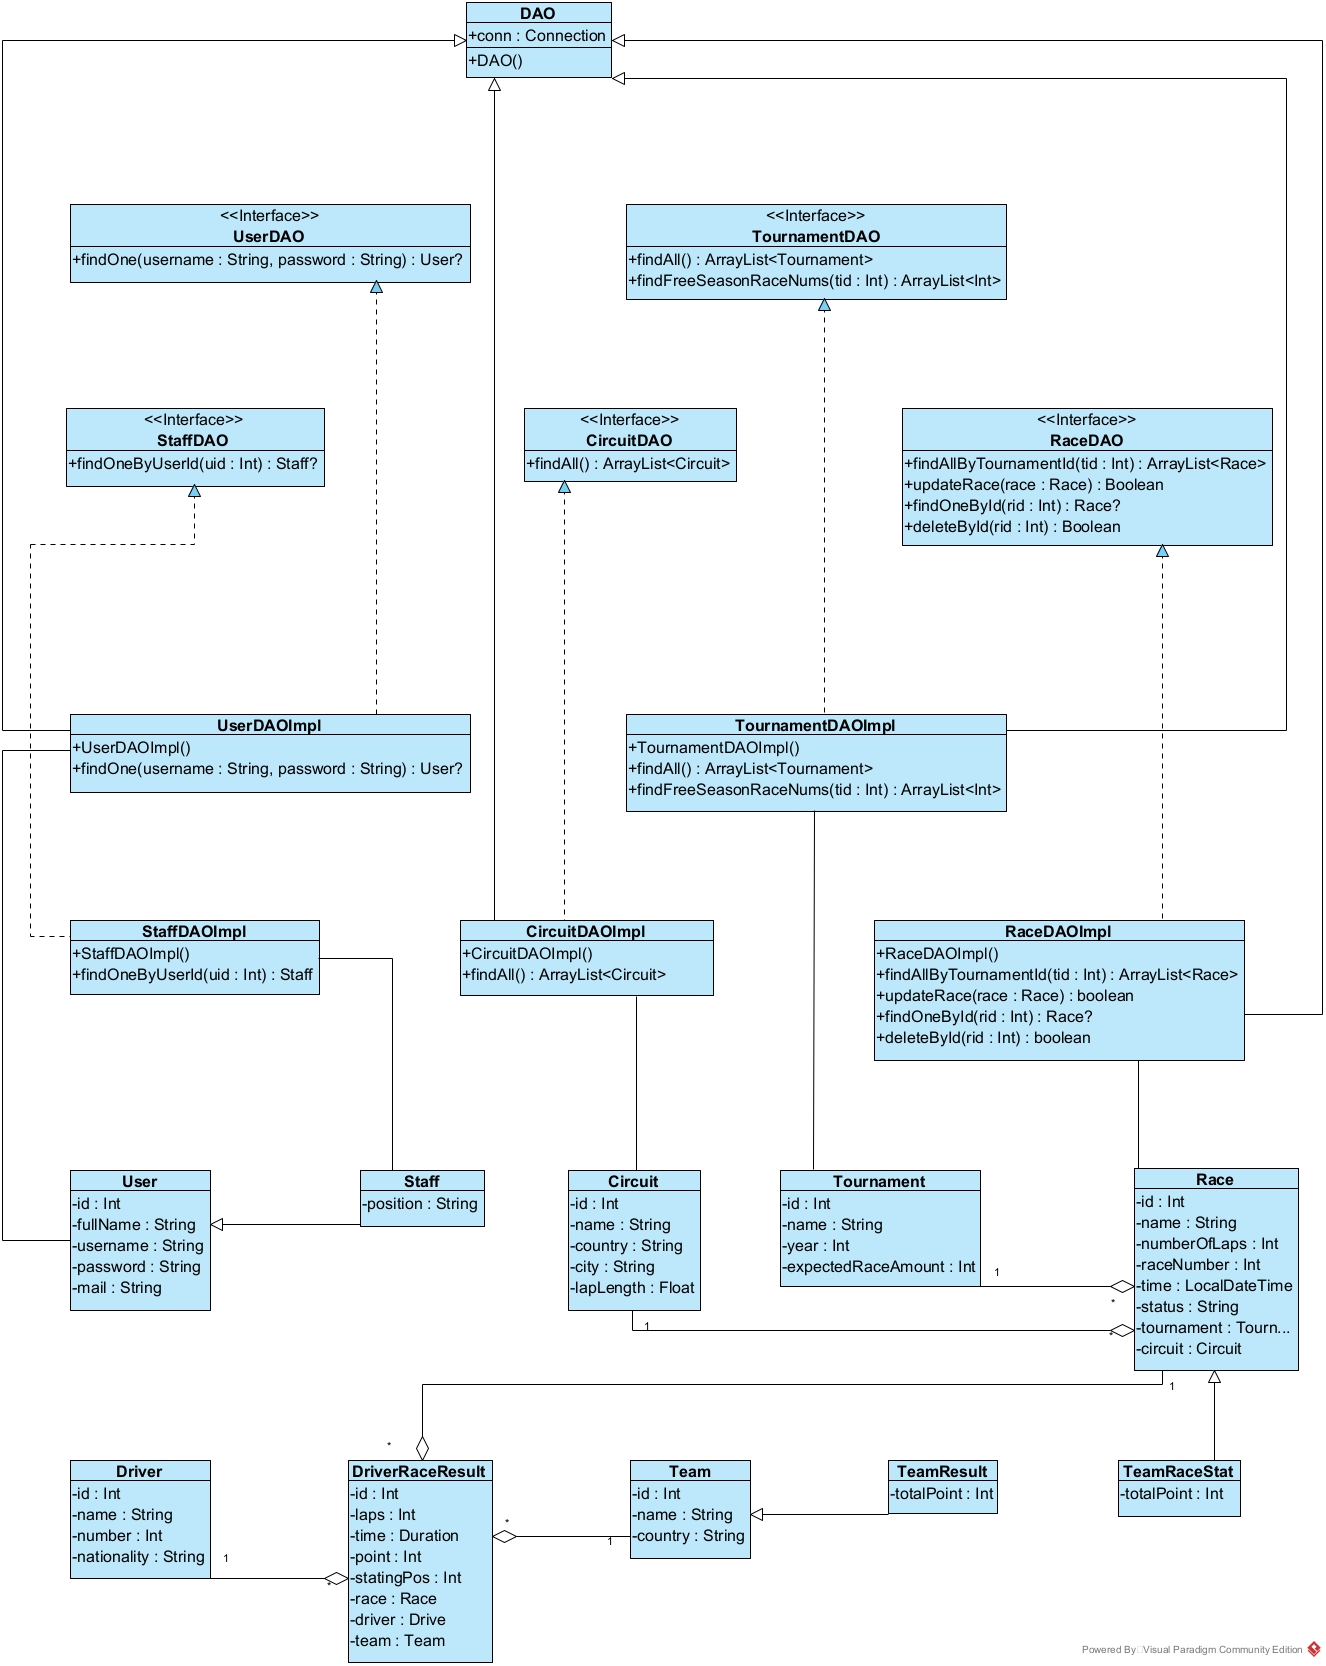 DAO
+conn : Connection
+DAO()
<<Interface>>
UserDAO
+findOne(username : String, password : String) : User?
<<Interface>>
TournamentDAO
+findAll() : ArrayList<Tournament>
+findFreeSeasonRaceNums(tid : Int) : ArrayList<Int>
<<Interface>>
StaffDAO
+findOneByUserId(uid : Int) : Staff?
<<Interface>>
CircuitDAO
+findAll() : ArrayList<Circuit>
<<Interface>>
RaceDAO
+findAllByTournamentId(tid : Int) : ArrayList<Race>
+updateRace(race : Race) : Boolean
+findOneById(rid : Int) : Race?
+deleteById(rid : Int) : Boolean
UserDAOImpl
+UserDAOImpl()
+findOne(username : String, password : String) : User?
TournamentDAOImpl
+TournamentDAOImpl()
+findAll() : ArrayList<Tournament>
+findFreeSeasonRaceNums(tid : Int) : ArrayList<Int>
StaffDAOImpl
+StaffDAOImpl()
+findOneByUserId(uid : Int) : Staff
CircuitDAOImpl
+CircuitDAOImpl()
+findAll() : ArrayList<Circuit>
RaceDAOImpl
+RaceDAOImpl()
+findAllByTournamentId(tid : Int) : ArrayList<Race>
+updateRace(race : Race) : boolean
+findOneById(rid : Int) : Race?
+deleteById(rid : Int) : boolean
User
-id : Int
-fullName : String
-username : String
-password : String
-mail : String
Staff
-position : String
Circuit
-id : Int
-name : String
-country : String
-city : String
-lapLength : Float
Tournament
-id : Int
-name : String
-year : Int
-expectedRaceAmount : Int
Race
-id : Int
-name : String
-numberOfLaps : Int
-raceNumber : Int
-time : LocalDateTime
-status : String
-tournament : Tourn...
-circuit : Circuit
1
*
1
*
1
*
Driver
-id : Int
-name : String
-number : Int
-nationality : String
1
*
DriverRaceResult
-id : Int
-laps : Int
-time : Duration
-point : Int
-statingPos : Int
-race : Race
-driver : Drive
-team : Team
*
1
Team
-id : Int
-name : String
-country : String
TeamResult
-totalPoint : Int
TeamRaceStat
-totalPoint : Int
Powered By Visual Paradigm Community Edition